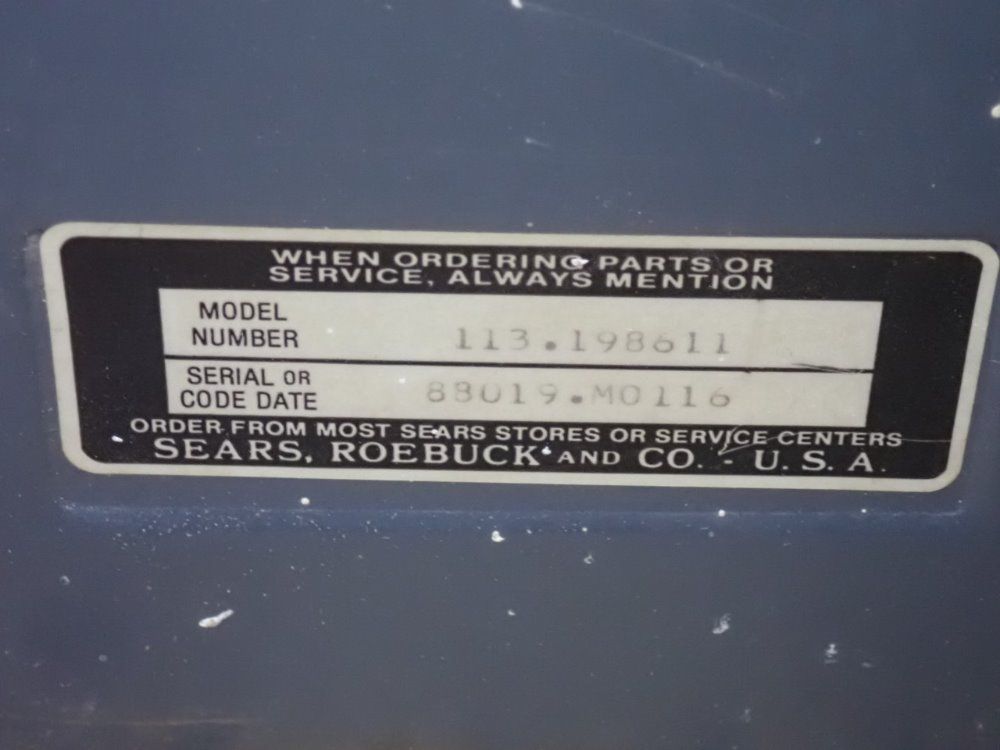 WHEN ORDERING PARTS OR
SERVICE, ALWAYS MENTION
MODEL
NUMBER
113.198611
SERIAL OR
CODE DATE
88019.M0116
ORDER FROM MOST SEARS STORES OR SERVICE CENTERS
SEARS, ROEBUCK AND CO. - U. S. A.